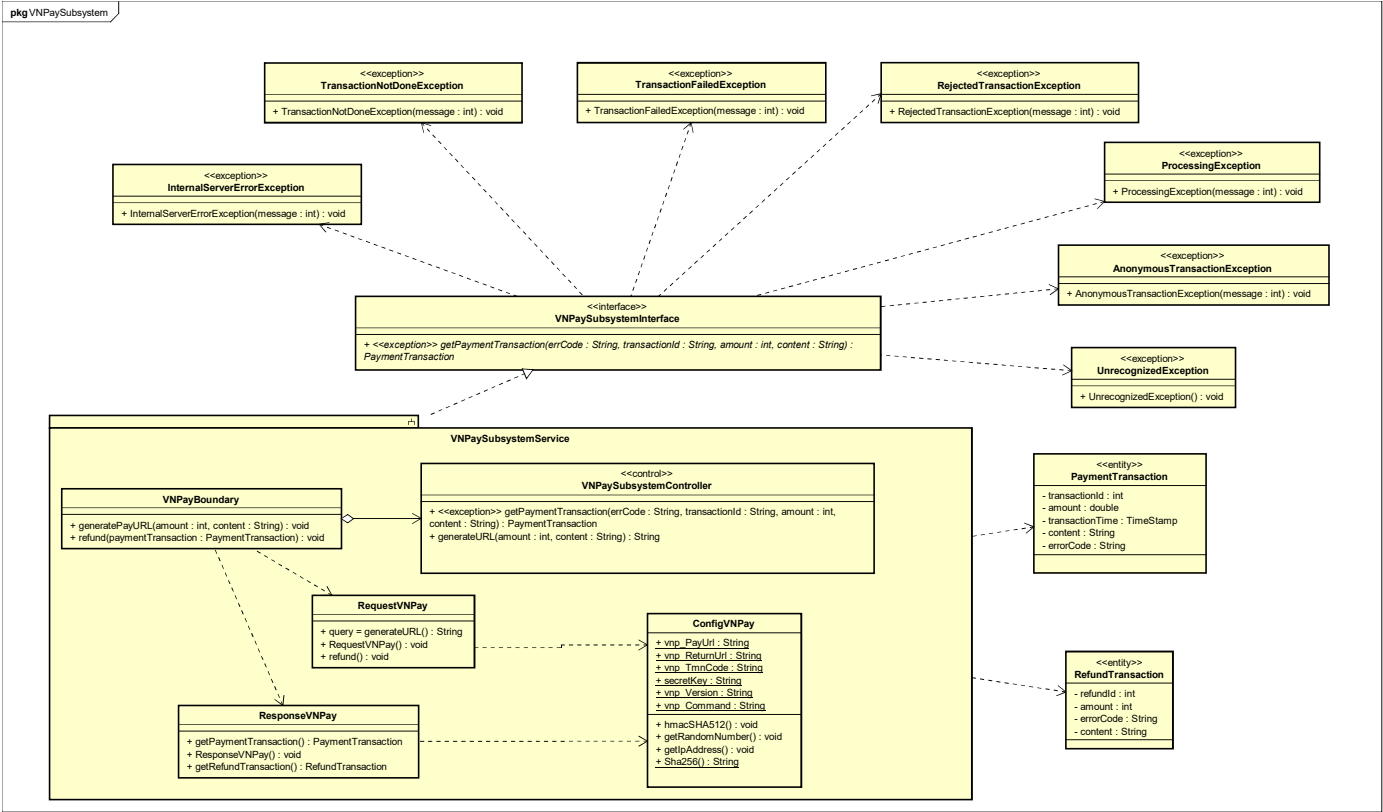 pkg VNPaySubsystem
<<exception>>
TransactionNotDoneException
+ TransactionNotDoneException(message : int) : void
<<exception>>
TransactionFailedException
+ TransactionFailedException(message : int) : void
<<exception>>
RejectedTransactionException
+ RejectedTransactionException(message : int) : void
<<exception>>
ProcessingException
+ ProcessingException(message : int) : void
<<exception>>
InternalServerErrorException
+ InternalServerErrorException(message : int) : void
<<exception>>
AnonymousTransactionException
+ AnonymousTransactionException(message : int) : void
<<interface>>
VNPaySubsystemInterface
+ <<exception>> getPaymentTransaction(errCode : String, transactionId : String, amount : int, content : String) :
PaymentTransaction
<<exception>>
UnrecognizedException
+ UnrecognizedException() : void
VNPaySubsystemService
VNPayBoundary
+ generatePayURL(amount : int, content : String) : void
+ refund(paymentTransaction : PaymentTransaction) : void
<<control>>
VNPaySubsystemController
+ <<exception>> getPaymentTransaction(errCode : String, transactionId : String, amount : int,
content : String) : PaymentTransaction
+ generateURL(amount : int, content : String) : String
<<entity>>
PaymentTransaction
- transactionId : int
- amount : double
- transactionTime : TimeStamp
- content : String
- errorCode : String
RequestVNPay
+ query = generateURL() : String
+ RequestVNPay() : void
+ refund() : void
ConfigVNPay
+ vnp_PayUrl : String
+ vnp_ReturnUrl : String
+ vnp_TmnCode : String
+ secretKey : String
+ vnp_Version : String
+ vnp_Command : String
+ hmacSHA512() : void
+ getRandomNumber() : void
+ getIpAddress() : void
+ Sha256() : String
<<entity>>
RefundTransaction
- refundId : int
- amount : int
- errorCode : String
- content : String
ResponseVNPay
+ getPaymentTransaction() : PaymentTransaction
+ ResponseVNPay() : void
+ getRefundTransaction() : RefundTransaction